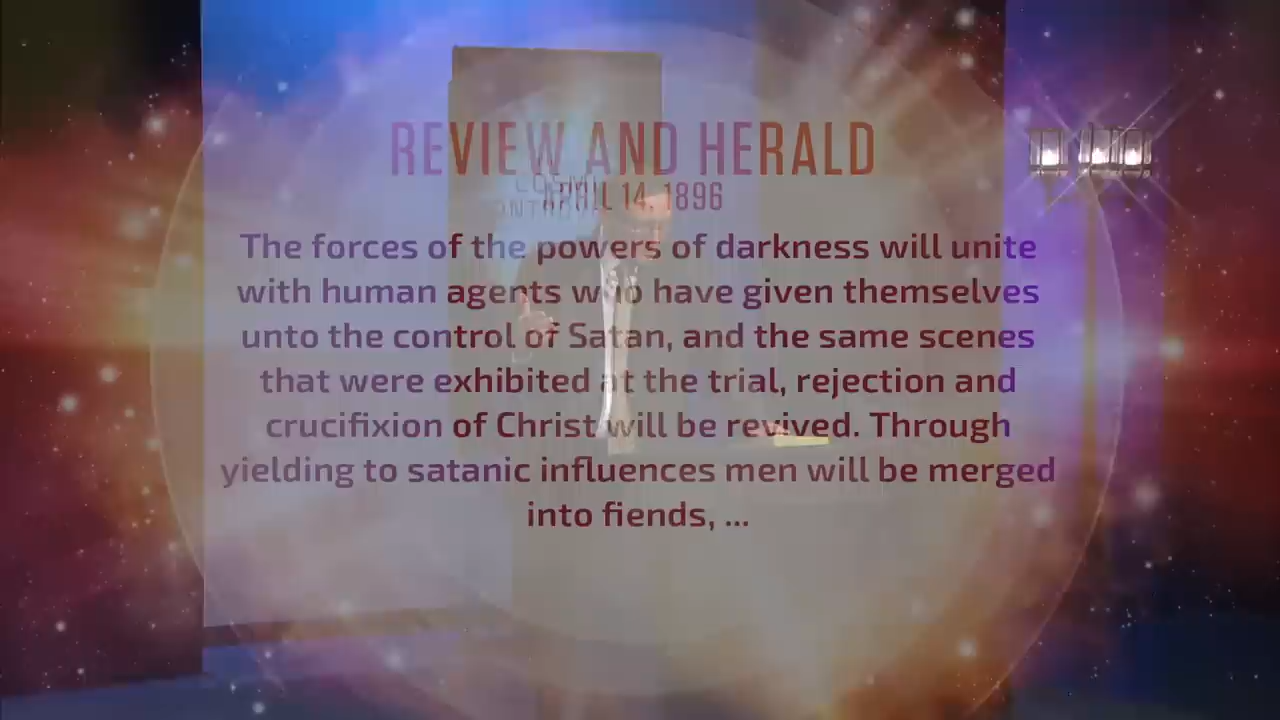 REVIEW AND HERALD
APRIL 14, 1896
The forces of the powers of darkness will unite
with human agents who have given themselves
unto the control of Satan, and the same scenes
that were exhibited at the trial, rejection and
crucifixion of Christ will be revived. Through
yielding to satanic influences men will be merged
into fiends, ...